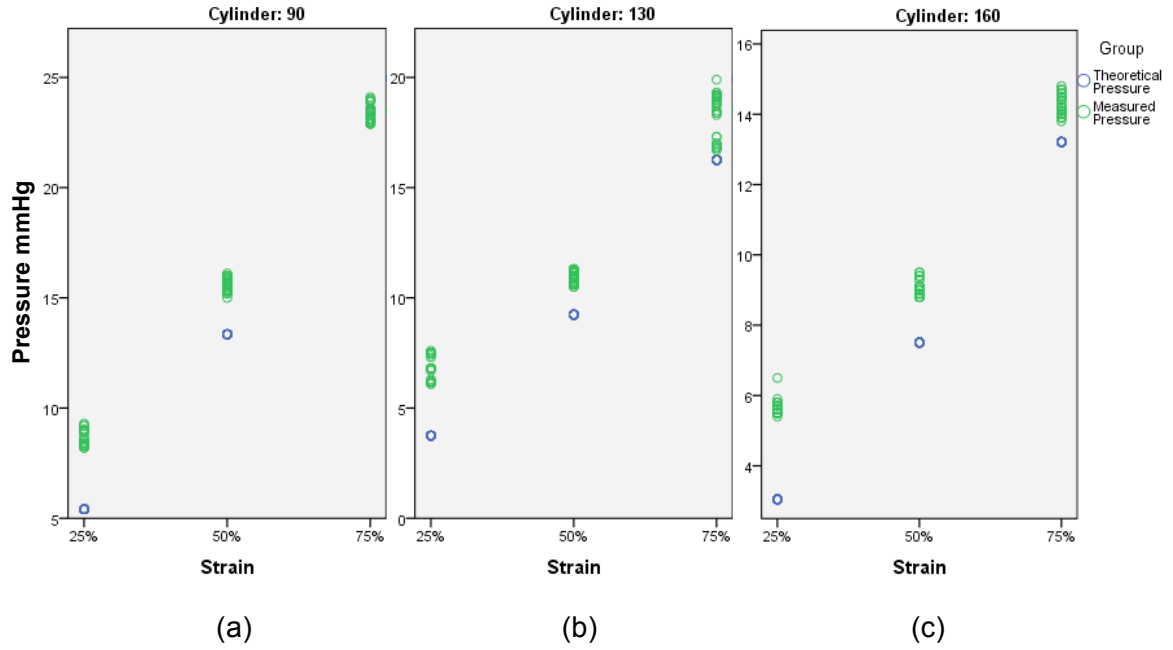 Cylinder: 90
Cylinder: 130
Cylinder: 160
Pressure mmHg
25
20
15
10
5
25%
50%
75%
Strain
20
15
10
5
0
25%
50%
75%
Strain
16
14
12
10
8
6
4
25%
50%
75%
Strain
Group
Theoretical
Pressure
Measured
Pressure
(a)
(b)
(c)